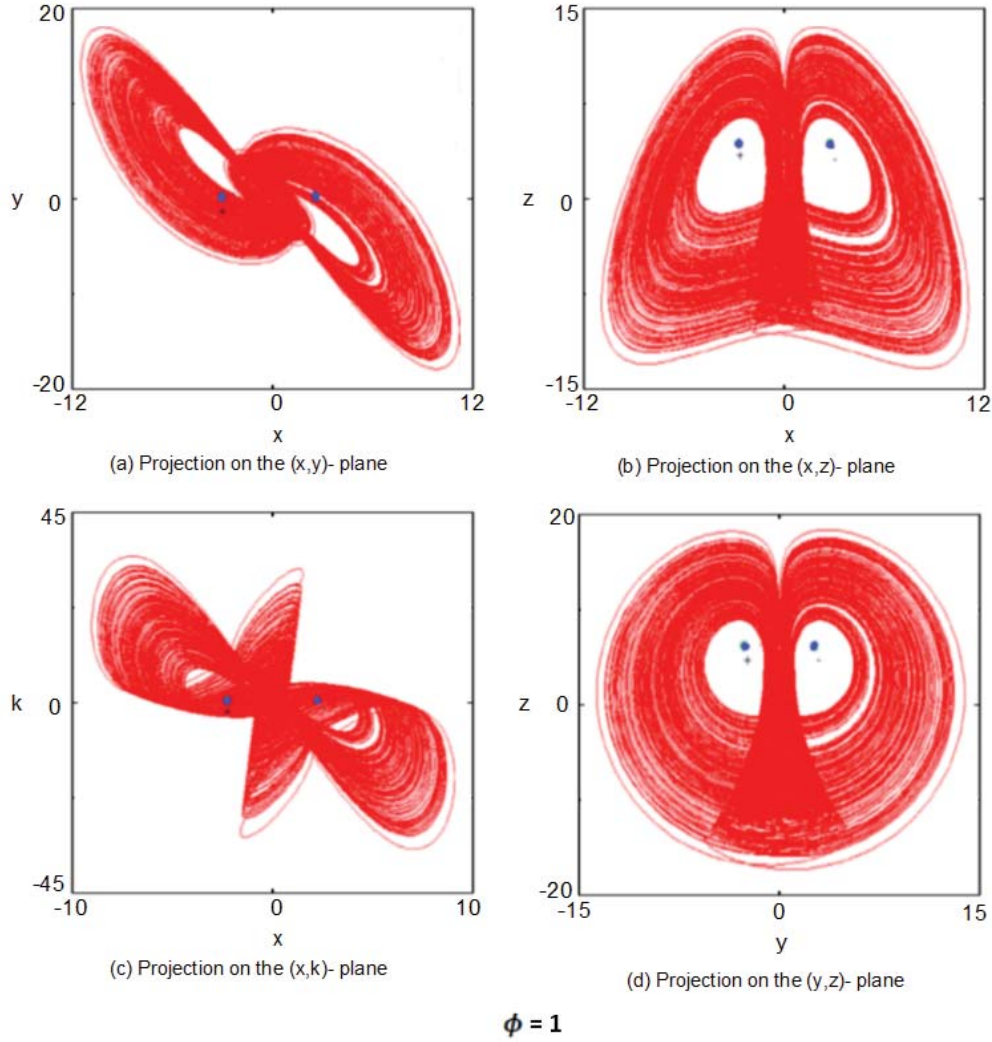 20
y
0
-20
-12
0
12
x
(a) Projection on the (x,y)- plane
15
z
0
-15
-12
0
12
x
(b) Projection on the (x,z)- plane
45
k
0
-45
-10
0
10
x
(c) Projection on the (x,k)- plane
20
z
0
-20
-15
0
15
y
(d) Projection on the (y,z)- plane
ϕ = 1